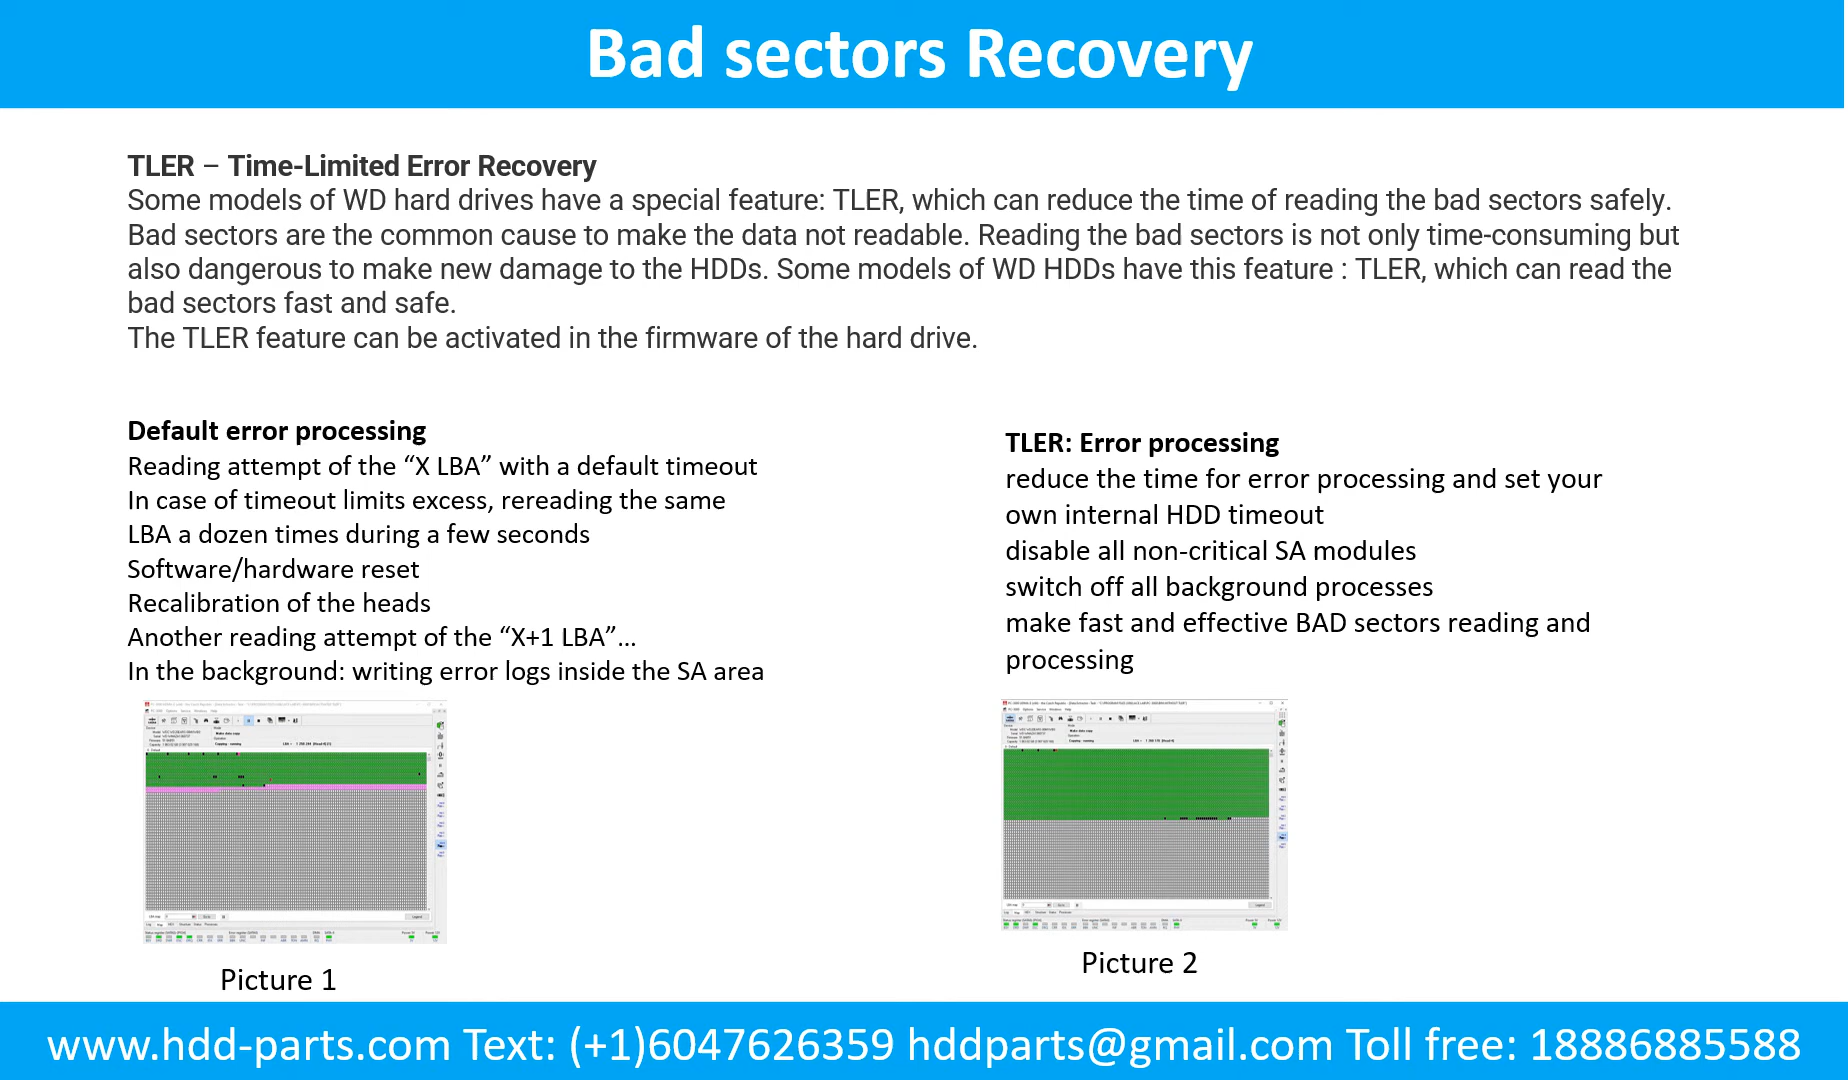 Bad sectors Recovery
TLER – Time-Limited Error Recovery
Some models of WD hard drives have a special feature: TLER, which can reduce the time of reading the bad sectors safely.
Bad sectors are the common cause to make the data not readable. Reading the bad sectors is not only time-consuming but
also dangerous to make new damage to the HDDs. Some models of WD HDDs have this feature : TLER, which can read the
bad sectors fast and safe.
The TLER feature can be activated in the firmware of the hard drive.
Default error processing
Reading attempt of the “X LBA” with a default timeout
In case of timeout limits excess, rereading the same
LBA a dozen times during a few seconds
Software/hardware reset
Recalibration of the heads
Another reading attempt of the “X+1 LBA”...
In the background: writing error logs inside the SA area
Picture 1
TLER: Error processing
reduce the time for error processing and set your
own internal HDD timeout
disable all non-critical SA modules
switch off all background processes
make fast and effective BAD sectors reading and
processing
Picture 2
www.hdd-parts.com Text: (+1)6047626359 hddparts@gmail.com Toll free: 18886885588